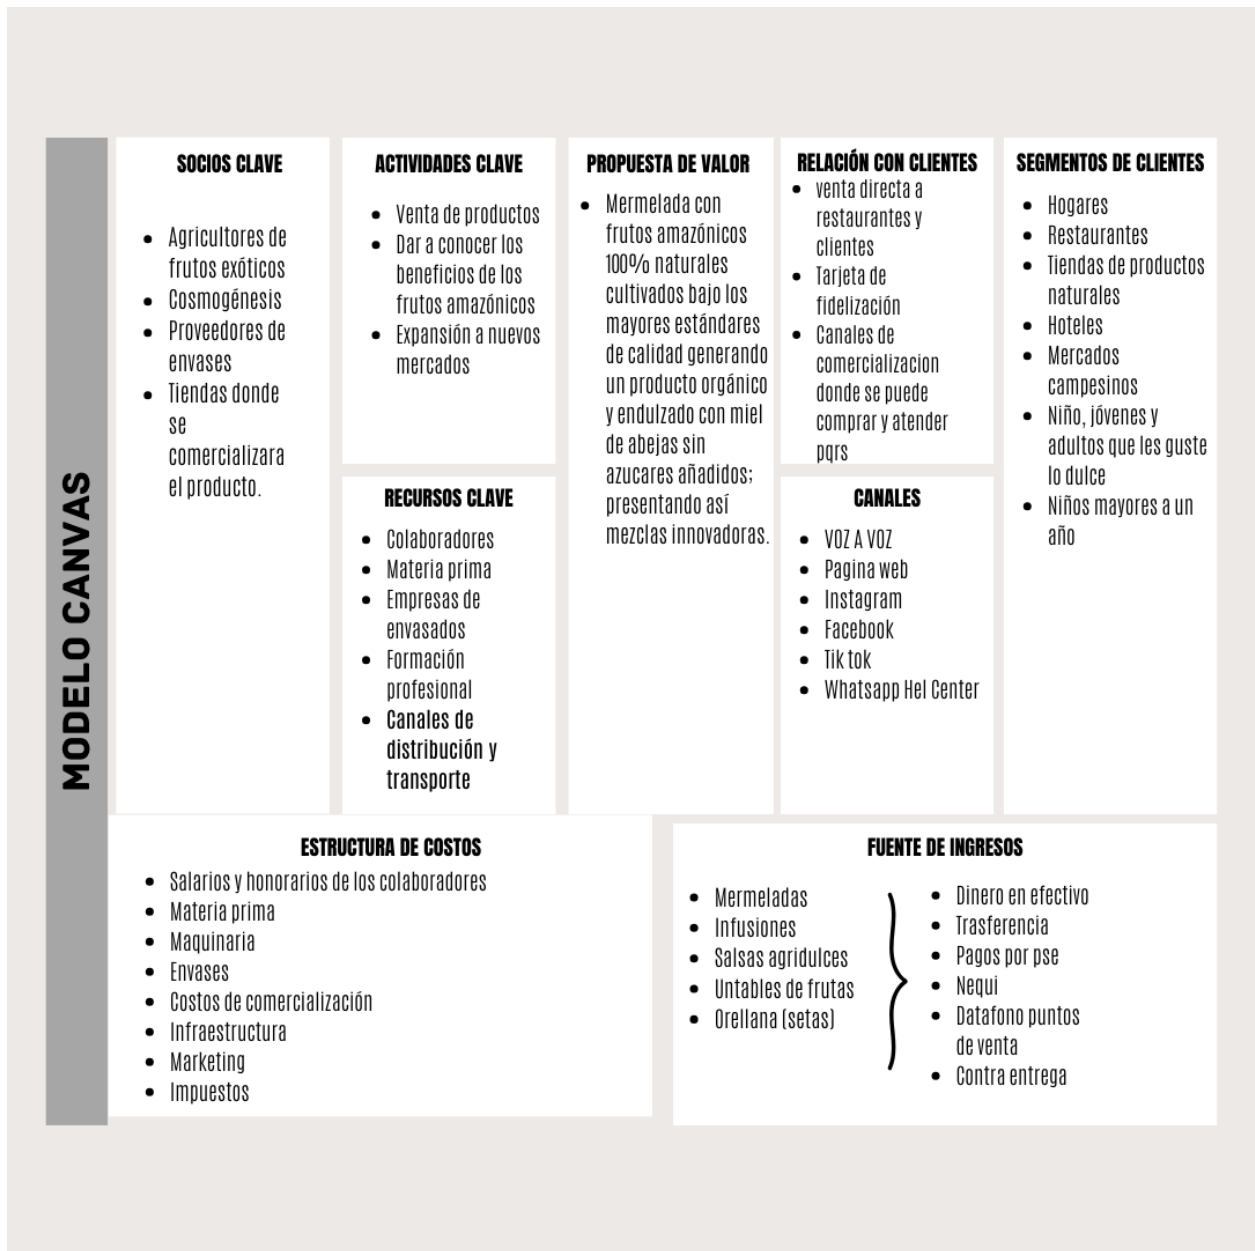 MODELO CANVAS
SOCIOS CLAVE
Agricultores de
frutos exóticos
Cosmogénesis
Proveedores de
envases
Tiendas donde
se
comercializara
el producto.
ACTIVIDADES CLAVE
Venta de productos
Dar a conocer los
beneficios de los
frutos amazónicos
Expansión a nuevos
mercados
RECURSOS CLAVE
Colaboradores
Materia prima
Empresas de
envasados
Formación
profesional
Canales de
distribución y
transporte
PROPUESTA DE VALOR
Mermelada con
frutos amazónicos
100% naturales
cultivados bajo los
mayores estándares
de calidad generando
un producto orgánico
y endulzado con miel
de abejas sin
azucares añadidos;
presentando así
mezclas innovadoras.
RELACIÓN CON CLIENTES
venta directa a
restaurantes y
clientes
Tarjeta de
fidelización
Canales de
comercializacion
donde se puede
comprar y atender
pqrs
CANALES
VOZ A VOZ
Pagina web
Instagram
Facebook
Tik tok
Whatsapp Hel Center
SEGMENTOS DE CLIENTES
Hogares
Restaurantes
Tiendas de productos
naturales
Hoteles
Mercados
campesinos
Niño, jóvenes y
adultos que les guste
lo dulce
Niños mayores a un
año
ESTRUCTURA DE COSTOS
Salarios y honorarios de los colaboradores
Materia prima
Maquinaria
Envases
Costos de comercialización
Infraestructura
Marketing
Impuestos
FUENTE DE INGRESOS
Mermeladas
Infusiones
Salsas agridulces
Untables de frutas
Orellana (setas)
Dinero en efectivo
Trasferencia
Pagos por pse
Nequi
Datafono puntos
de venta
Contra entrega